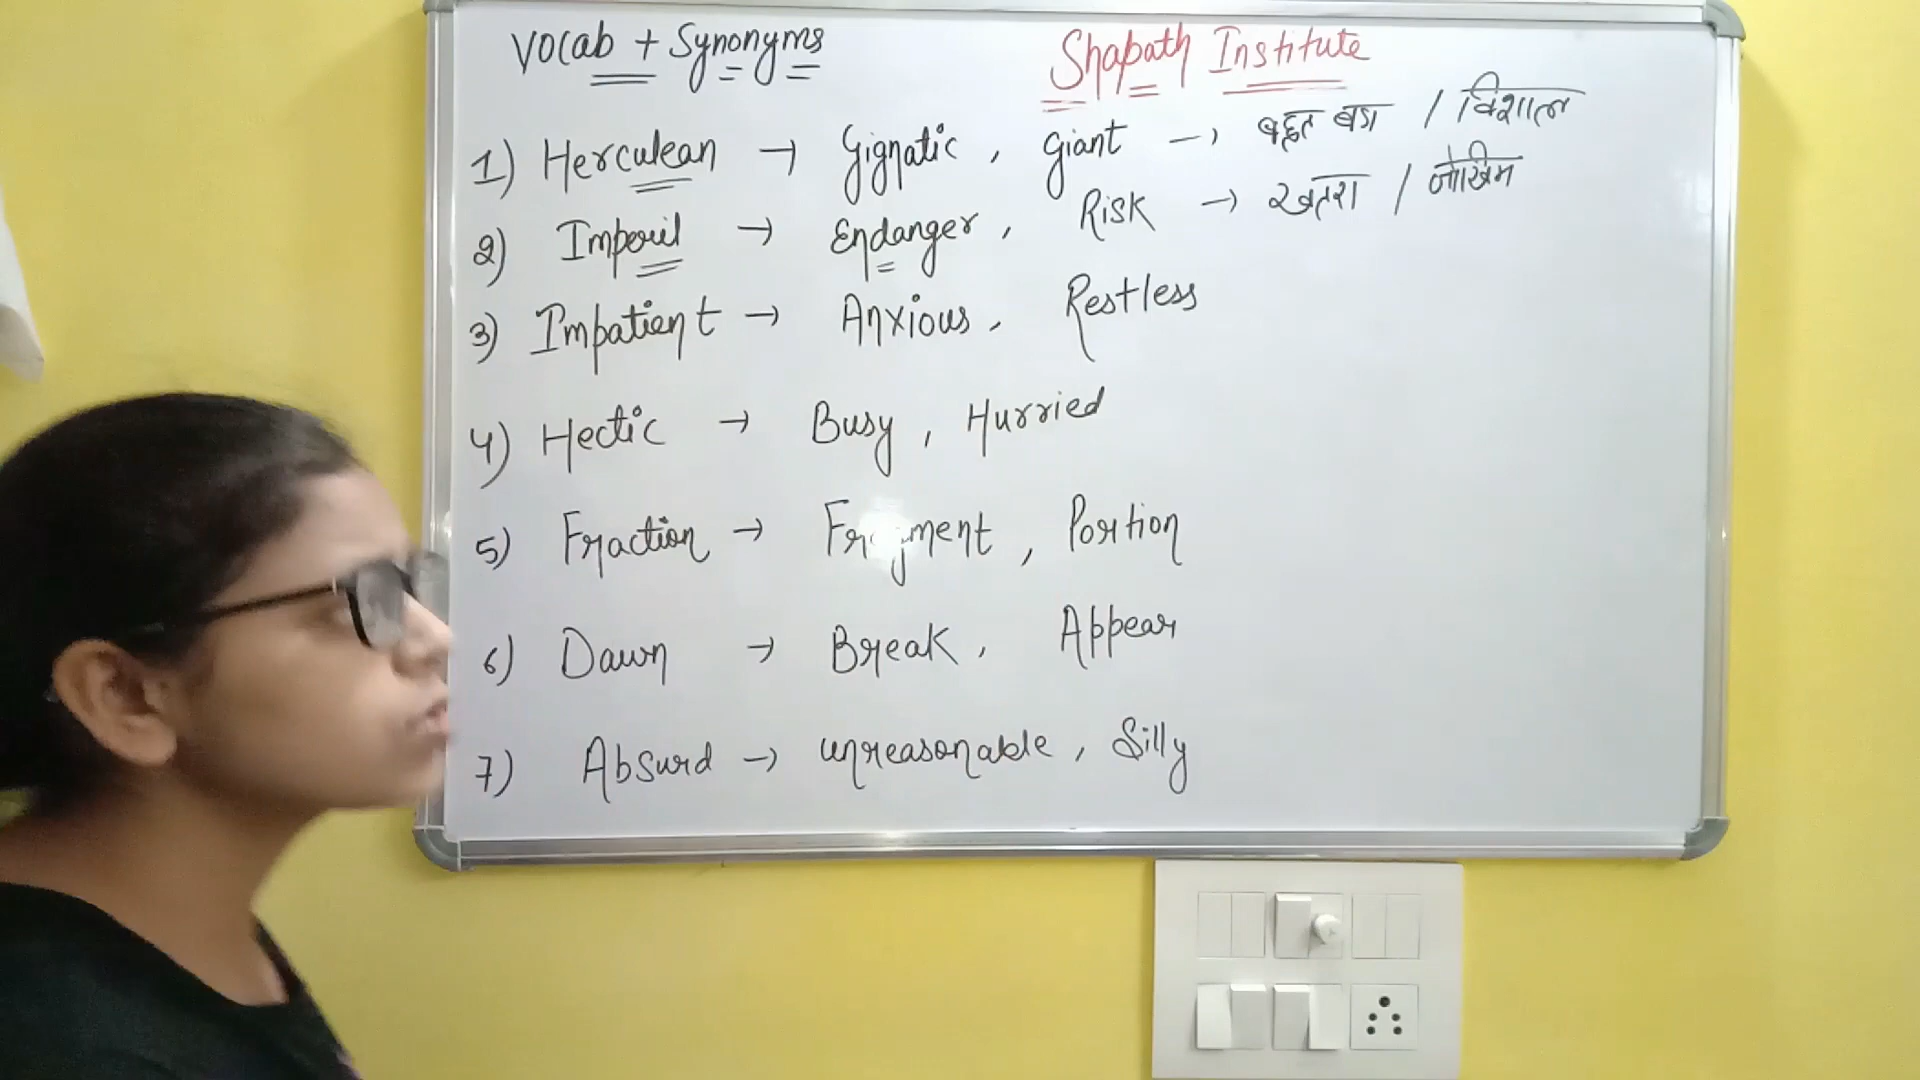 Vocab + Synonyms
Shapath Institute
1) Herculean → Gignatic, Giant → बहुत बडा / विशाल
2) Imperil → Endanger, Risk → खतरा / जोखिम
3) Impatient → Anxious, Restless
4) Hectic → Busy, Hurried
5) Fraction → Fragment, Portion
6) Dawn → Break, Appear
7) Absurd → unreasonable, Silly